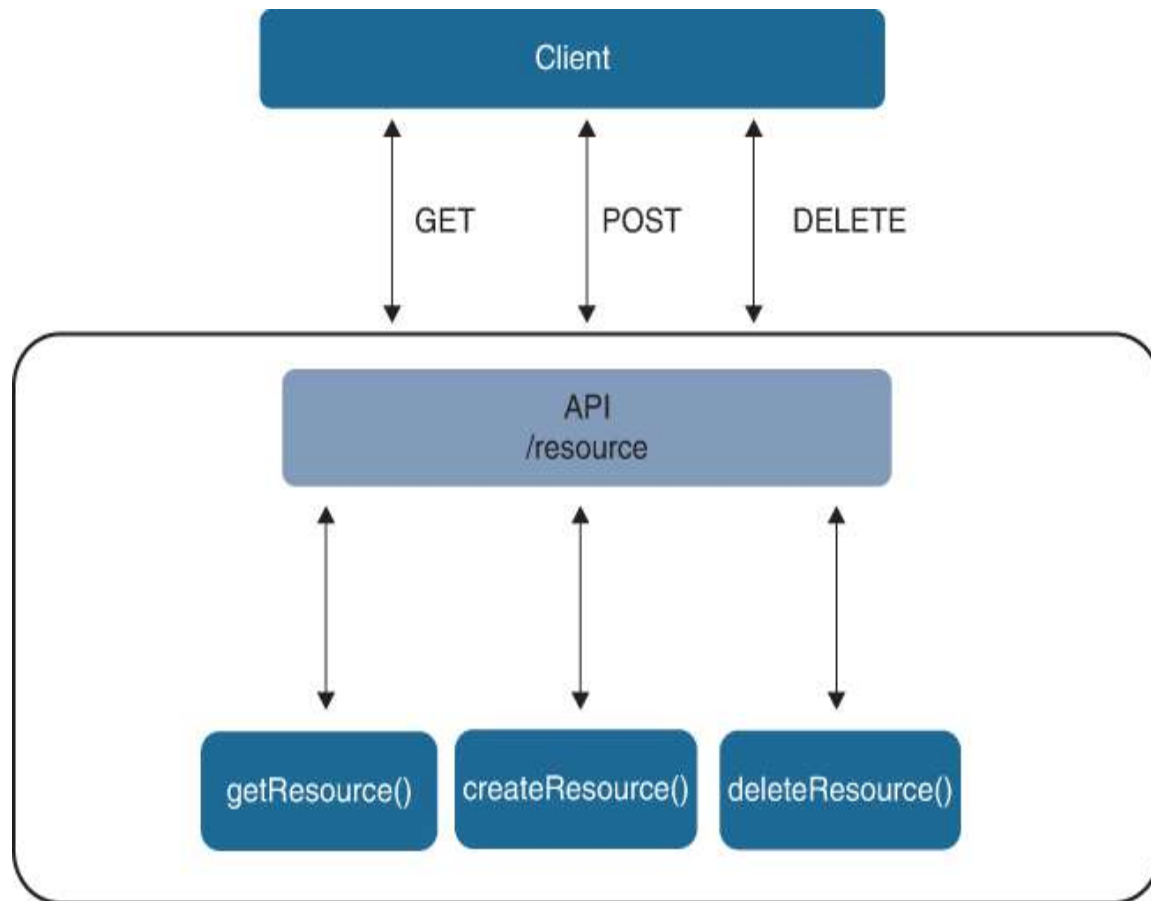 Client
GET
POST
DELETE
API
/resource
getResource()
createResource()
deleteResource()